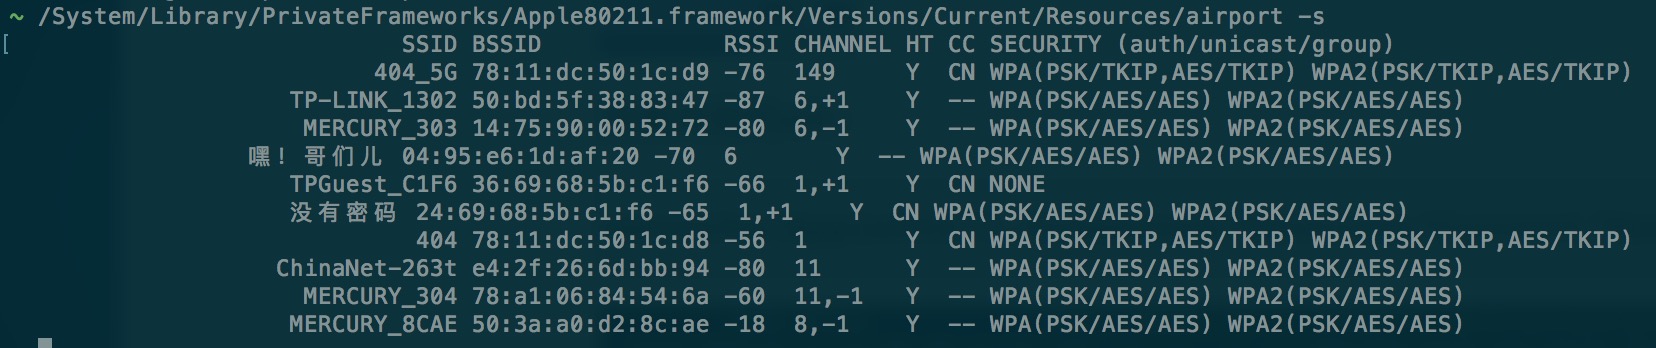 ~ /System/Library/PrivateFrameworks/Apple80211.framework/Versions/Current/Resources/airport -s
[ SSID BSSID RSSI CHANNEL HT CC SECURITY (auth/unicast/group)
404_5G 78:11:dc:50:1c:d9 -76 149 Y CN WPA(PSK/TKIP,AES/TKIP) WPA2(PSK/TKIP,AES/TKIP)
TP-LINK_1302 50:bd:5f:38:83:47 -87 6,+1 Y -- WPA(PSK/AES/AES) WPA2(PSK/AES/AES)
MERCURY_303 14:75:90:00:52:72 -80 6,-1 Y -- WPA(PSK/AES/AES) WPA2(PSK/AES/AES)
嘿！哥们儿 04:95:e6:1d:af:20 -70 6 Y -- WPA(PSK/AES/AES) WPA2(PSK/AES/AES)
TPGuest_C1F6 36:69:68:5b:c1:f6 -66 1,+1 Y CN NONE
没有密码 24:69:68:5b:c1:f6 -65 1,+1 Y CN WPA(PSK/AES/AES) WPA2(PSK/AES/AES)
404 78:11:dc:50:1c:d8 -56 1 Y CN WPA(PSK/TKIP,AES/TKIP) WPA2(PSK/TKIP,AES/TKIP)
ChinaNet-263t e4:2f:26:6d:bb:94 -80 11 Y -- WPA(PSK/AES/AES) WPA2(PSK/AES/AES)
MERCURY_304 78:a1:06:84:54:6a -60 11,-1 Y -- WPA(PSK/AES/AES) WPA2(PSK/AES/AES)
MERCURY_8CAE 50:3a:a0:d2:8c:ae -18 8,-1 Y -- WPA(PSK/AES/AES) WPA2(PSK/AES/AES)